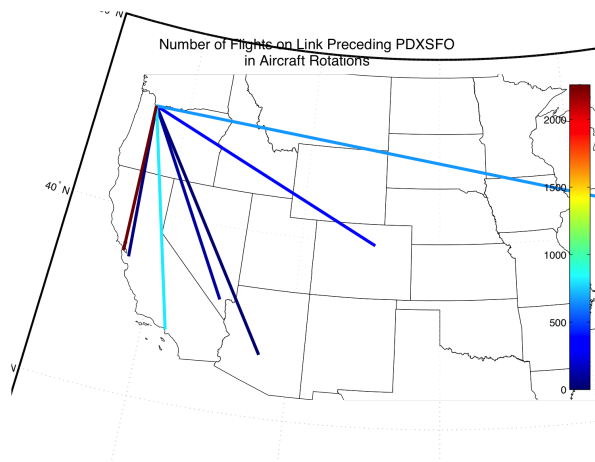 Number of Flights on Link Preceding PDXSFO
in Aircraft Rotations
2000
40° N
1500
1000
500
0